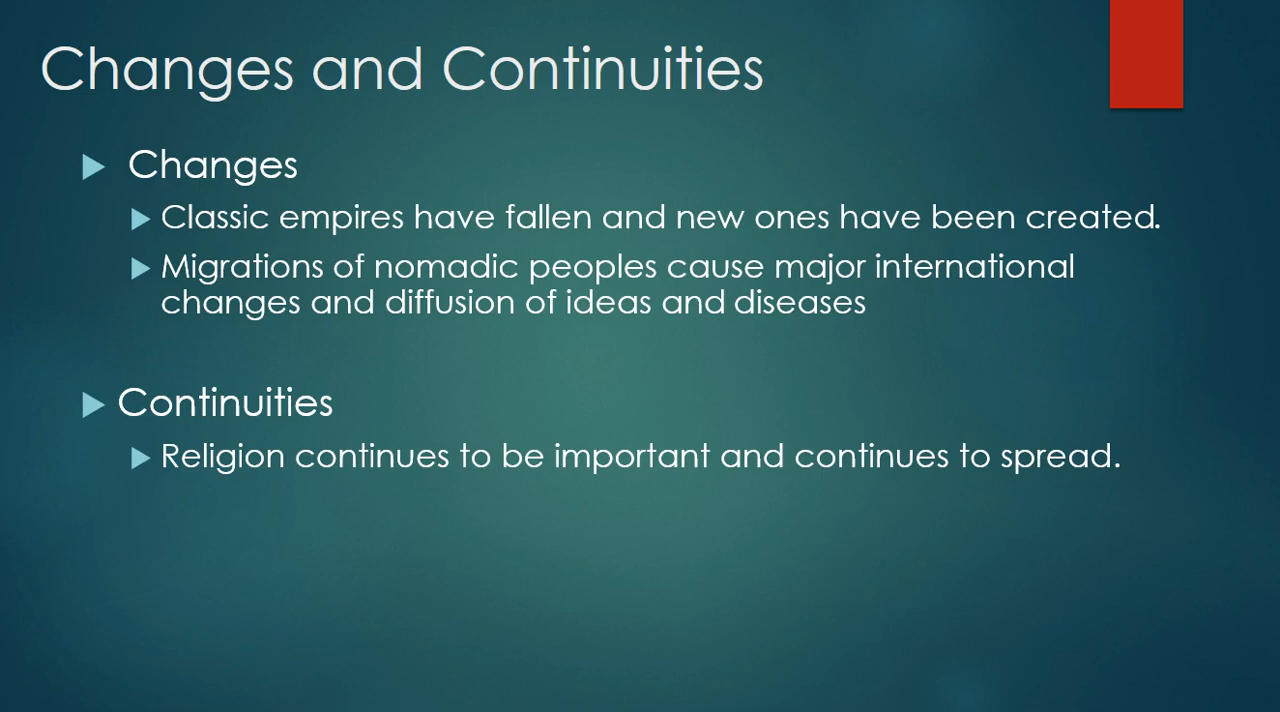 Changes and Continuities
Changes
Classic empires have fallen and new ones have been created.
Migrations of nomadic peoples cause major international
changes and diffusion of ideas and diseases
Continuities
Religion continues to be important and continues to spread.